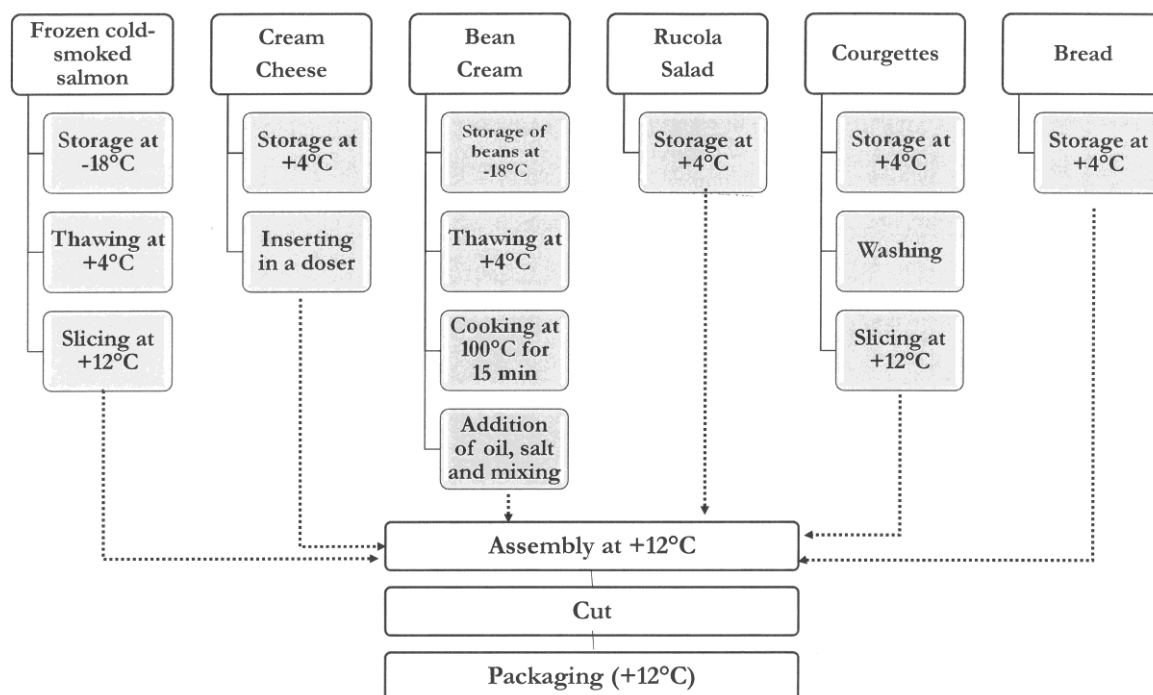 Frozen cold-
smoked
salmon
Storage at
-18°C
Thawing at
+4°C
Slicing at
+12°C
Cream
Cheese
Storage at
+4°C
Inserting
in a doser
Bean
Cream
Storage of
beans at
-18°C
Thawing at
+4°C
Cooking at
100°C for
15 min
Addition
of oil, salt
and mixing
Rucola
Salad
Storage at
+4°C
Courgettes
Storage at
+4°C
Washing
Slicing at
+12°C
Bread
Storage at
+4°C
Assembly at +12°C
Cut
Packaging (+12°C)